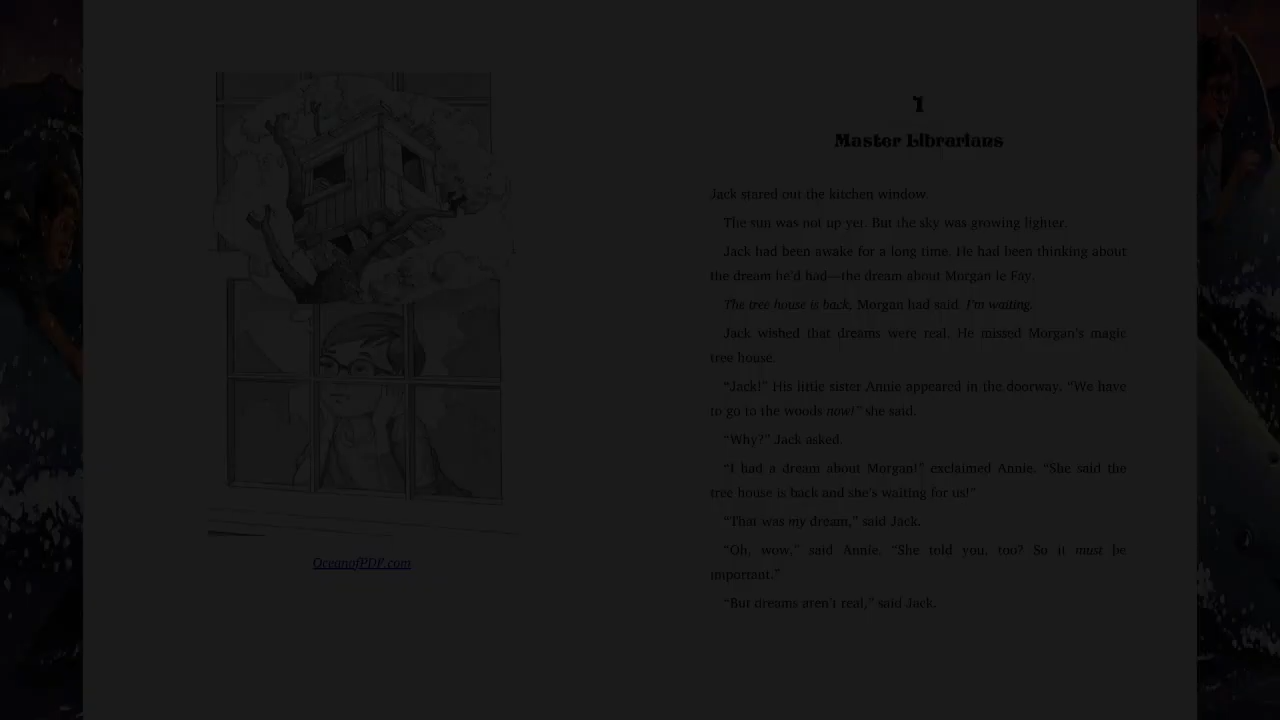 OceanofPDF.com
1
Master Librarians
Jack stared out the kitchen window.
The sun was not up yet. But the sky was growing lighter.
Jack had been awake for a long time. He had been thinking about
the dream he'd had—the dream about Morgan le Fay.
The tree house is back, Morgan had said. I'm waiting.
Jack wished that dreams were real. He missed Morgan's magic
tree house.
“Jack!” His little sister Annie appeared in the doorway. “We have
to go to the woods now!” she said.
“Why?” Jack asked.
“I had a dream about Morgan!” exclaimed Annie. “She said the
tree house is back and she's waiting for us!”
“That was my dream,” said Jack.
“Oh, wow,” said Annie. “She told you, too? So it must be
important.”
“But dreams aren't real,” said Jack.